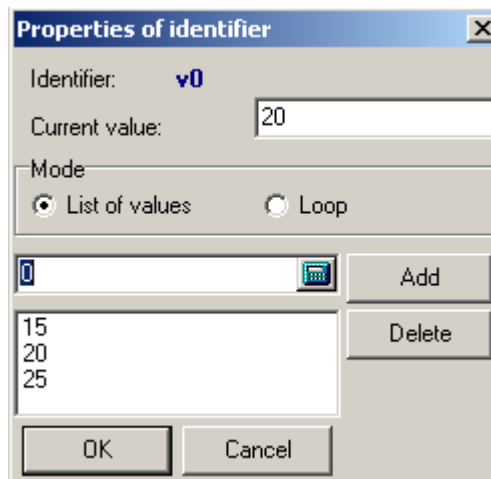 Properties of identifier
Identifier: v0
Current value: 20
Mode
List of values Loop
0 Add
15 Delete
20
25
OK Cancel